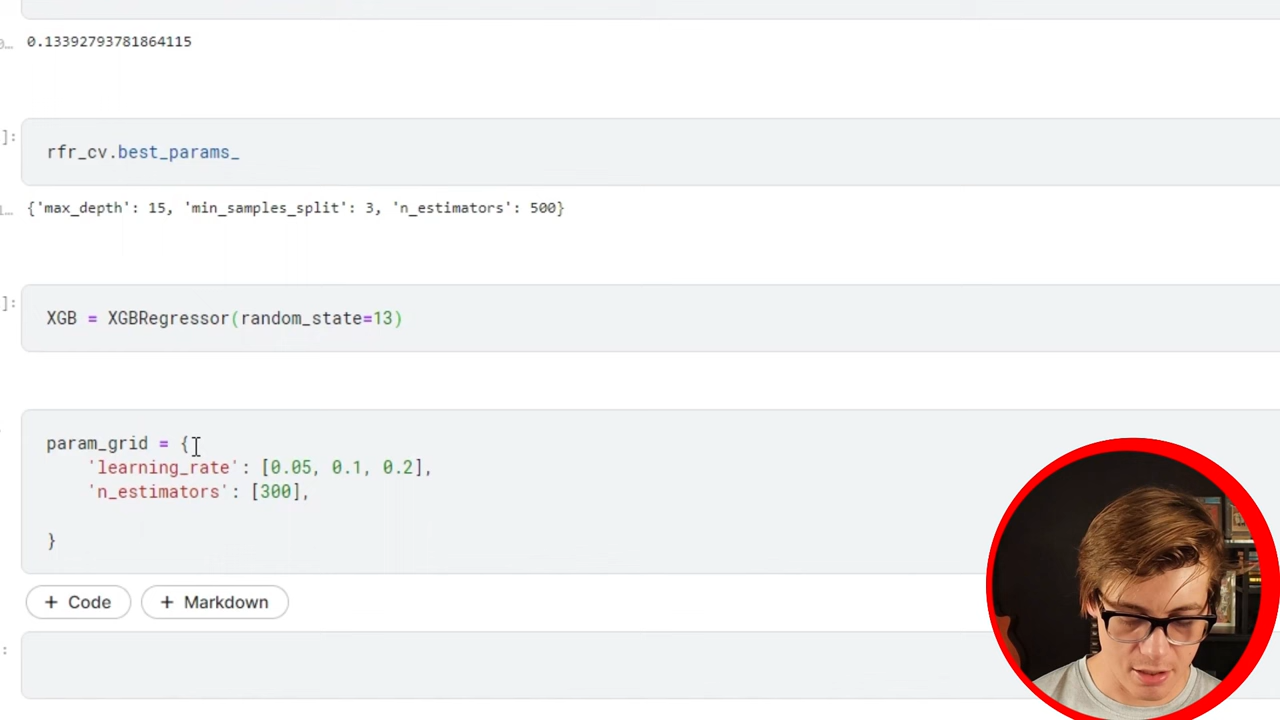 0.13392793781864115
]:
rfr_cv.best_params_
{'max_depth': 15, 'min_samples_split': 3, 'n_estimators': 500}
]:
XGB = XGBRegressor(random_state=13)
param_grid = {
'learning_rate': [0.05, 0.1, 0.2],
'n_estimators': [300],
}
+ Code
+ Markdown
: